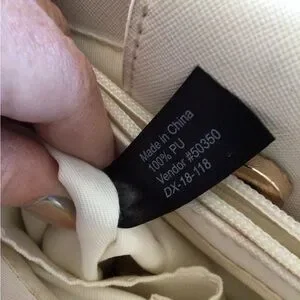 Made in China
100% PU
Vendor #50350
DX-18-118